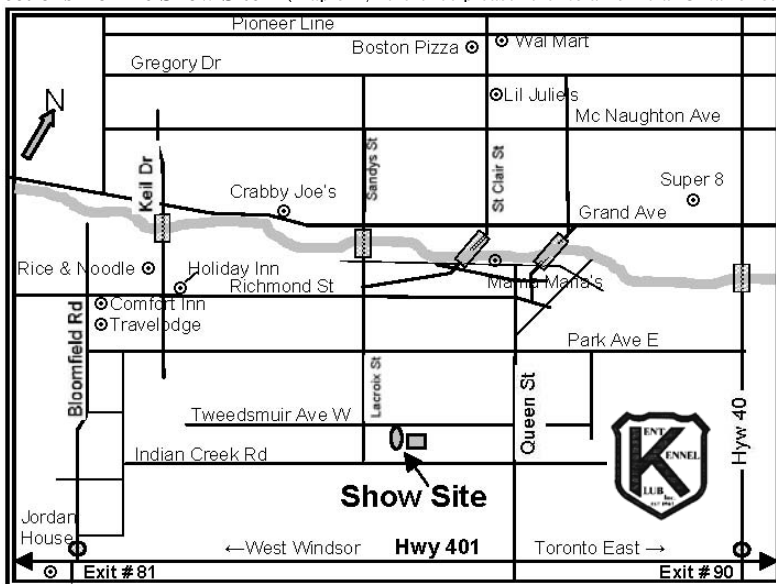 Pioneer Line
Boston Pizza
Wal Mart
Gregory Dr
N
Lil Julie's
Mc Naughton Ave
Sandys St
St Clair St
Keil Dr
Super 8
Crabby Joe's
Grand Ave
Rice & Noodle
Holiday Inn
Richmond St
Mama Maria's
Comfort Inn
Travelodge
Bloomfield Rd
Park Ave E
Lacroix St
Queen St
Hyw 40
Tweedsmuir Ave W
KENT
KENNEL
KLUB
Inc.
Indian Creek Rd
Show Site
Jordan
House
←West Windsor
Hwy 401
Toronto East →
Exit # 81
Exit # 90